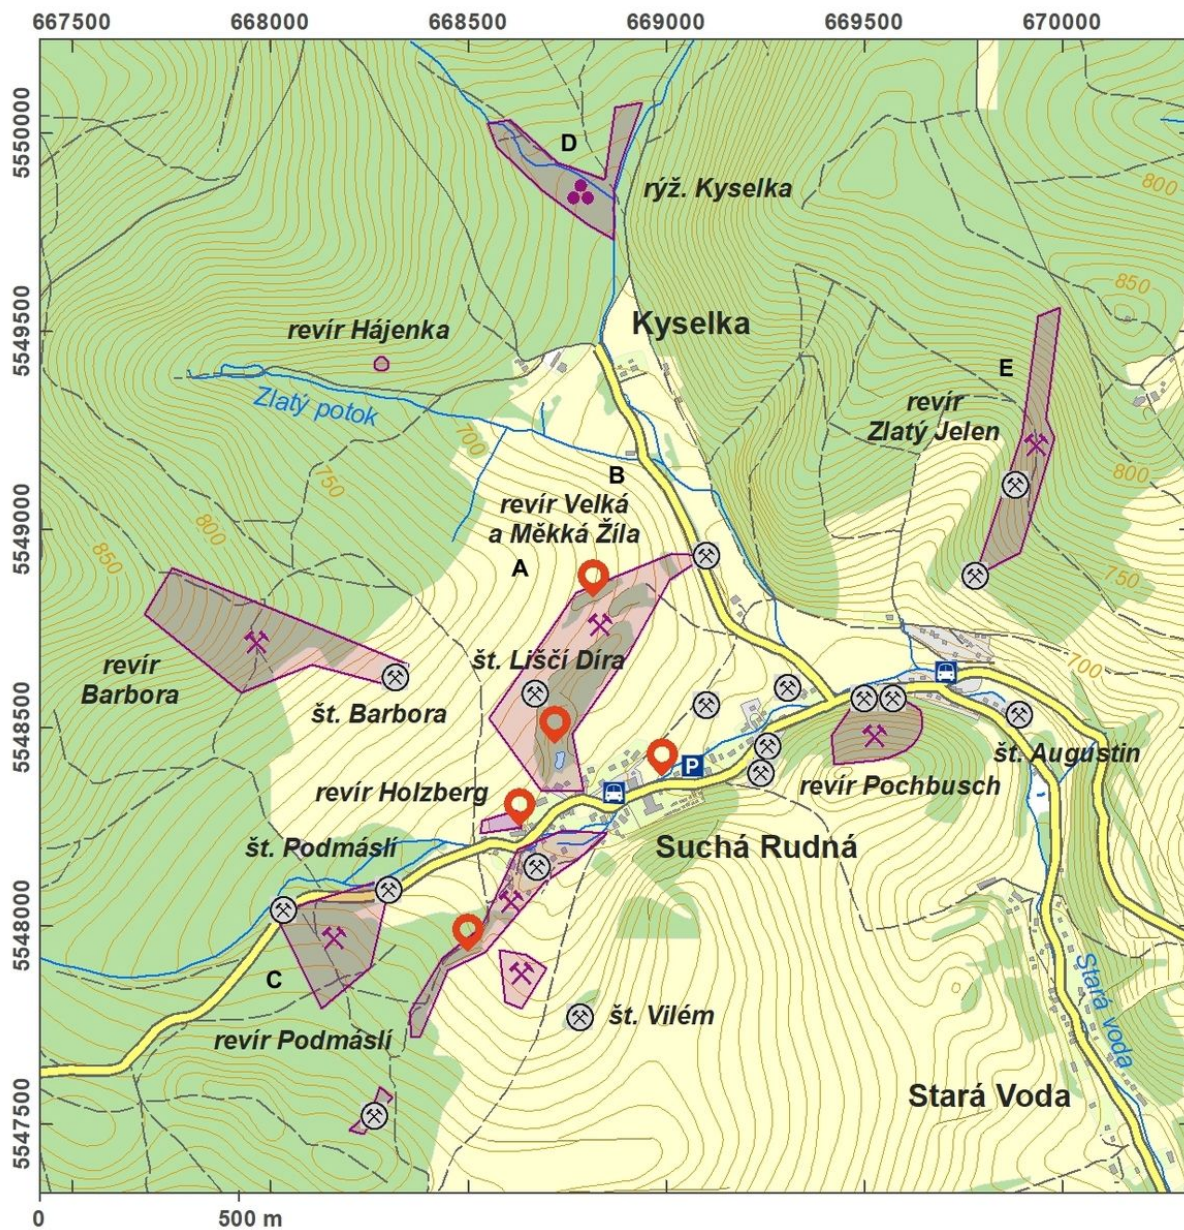 667500 668000 668500 669000 669500 670000
5550000
D
rýž. Kyselka
800
850
5549500
revír Hájenka
Kyselka
E
Zlatý potok
revír
Zlatý Jelen
700
750
B
800
800
revír Velká
a Měkká Žíla
5549000
850
A
750
revír
Barbora
št. Liščí Díra
700
št. Barbora
5548500
P
št. Augustin
revír Holzberg
revír Pochbusch
št. Podmáslí
Suchá Rudná
5548000
C
Stará voda
št. Vilém
revír Podmáslí
Stará Voda
5547500
0 500 m